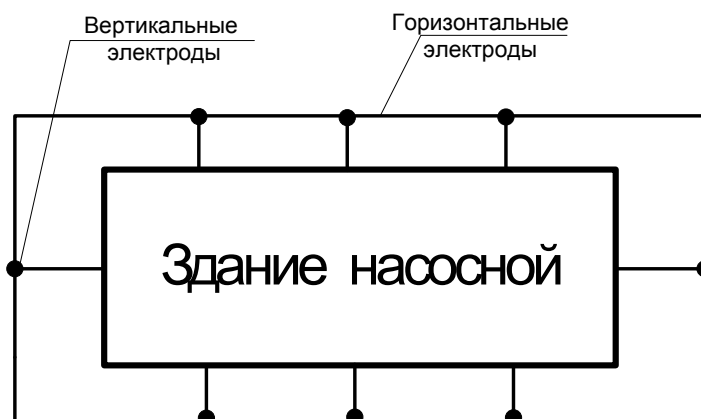 Вертикальные
электроды
Горизонтальные
электроды
Здание насосной